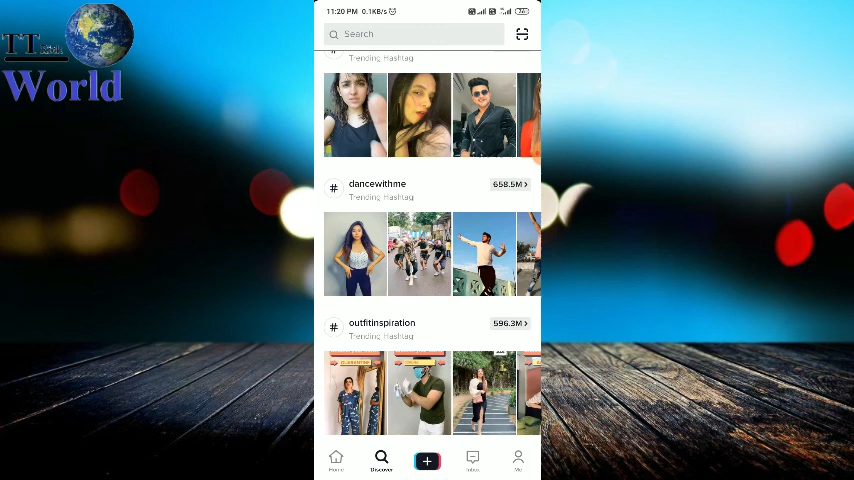 TT
World
11:20 PM 0.1KB/s
Search
Trending Hashtag
# dancewithme 658.5M >
Trending Hashtag
# outfitinspiration 596.3M >
Trending Hashtag
QUARANTINE
Home Discover Inbox Me